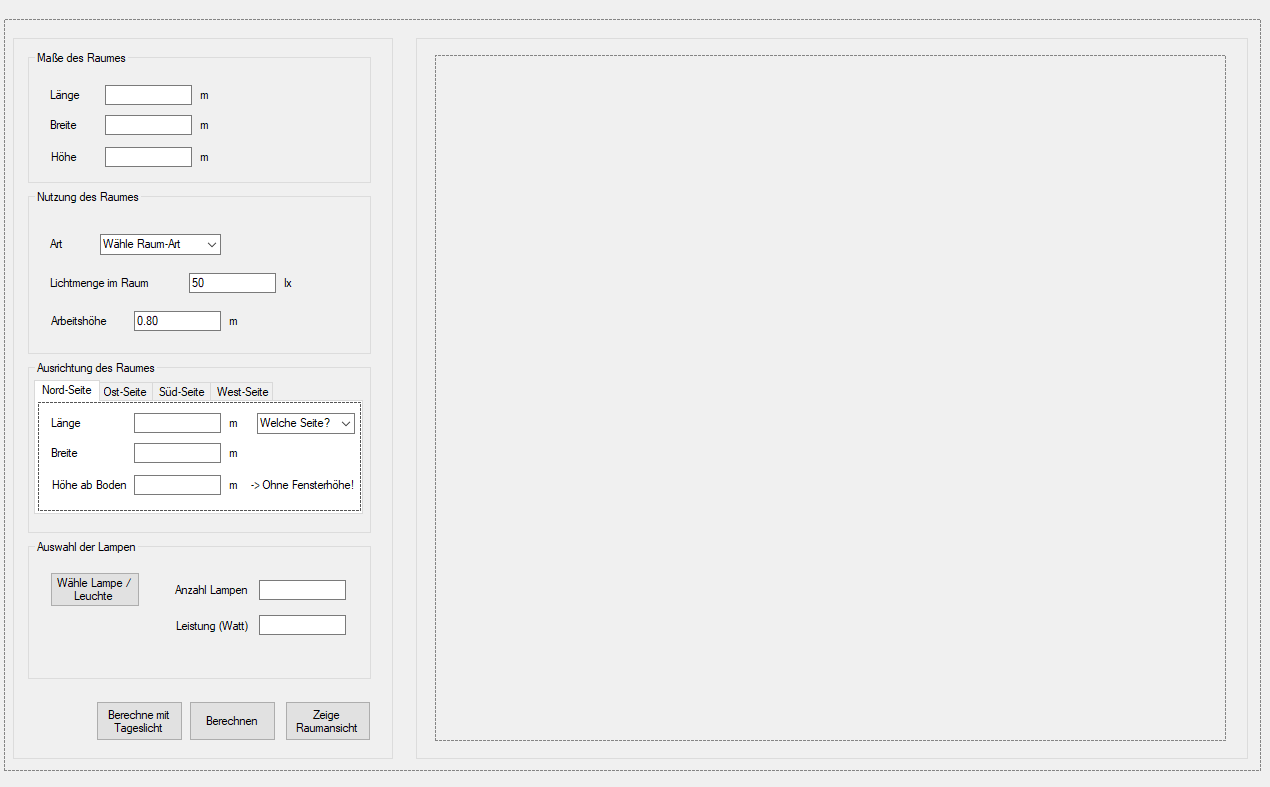 Maße des Raumes
Länge m
Breite m
Höhe m
Nutzung des Raumes
Art Wähle Raum-Art
Lichtmenge im Raum 50 lx
Arbeitshöhe 0.80 m
Ausrichtung des Raumes
Nord-Seite Ost-Seite Süd-Seite West-Seite
Länge m Welche Seite?
Breite m
Höhe ab Boden m -> Ohne Fensterhöhe!
Auswahl der Lampen
Wähle Lampe /
Leuchte
Anzahl Lampen
Leistung (Watt)
Berechne mit
Tageslicht
Berechnen
Zeige
Raumansicht